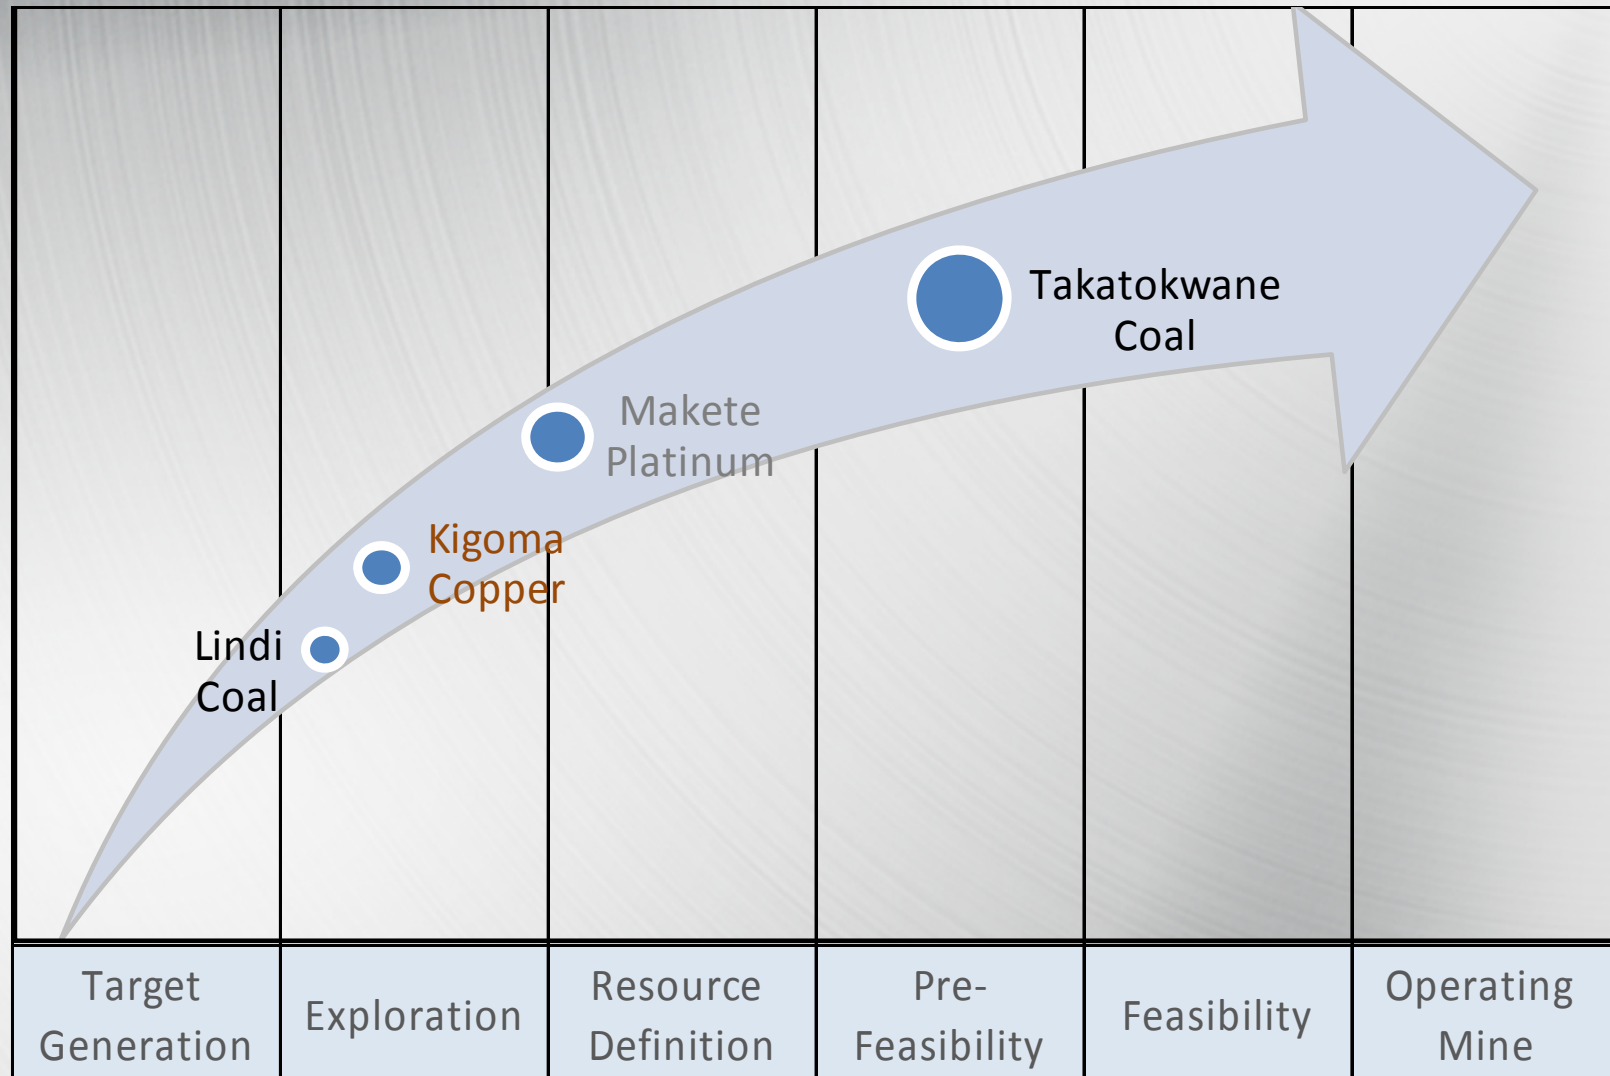 Takatokwane
Coal
Makete
Platinum
Kigoma
Copper
Lindi
Coal
Target
Generation
Exploration
Resource
Definition
Pre-
Feasibility
Feasibility
Operating
Mine